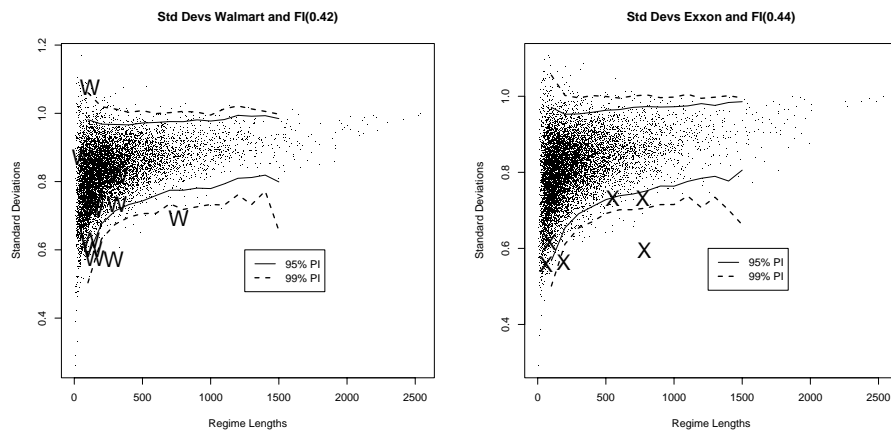 Std Devs Walmart and FI(0.42)
Standard Deviations
1.2
1.0
0.8
0.6
0.4
W
W
W
W
W
W
W
W
95% PI
99% PI
0 500 1000 1500 2000 2500
Regime Lengths
Std Devs Exxon and FI(0.44)
Standard Deviations
1.0
0.8
0.6
0.4
X
X
X
X
X
X
95% PI
99% PI
0 500 1000 1500 2000 2500
Regime Lengths